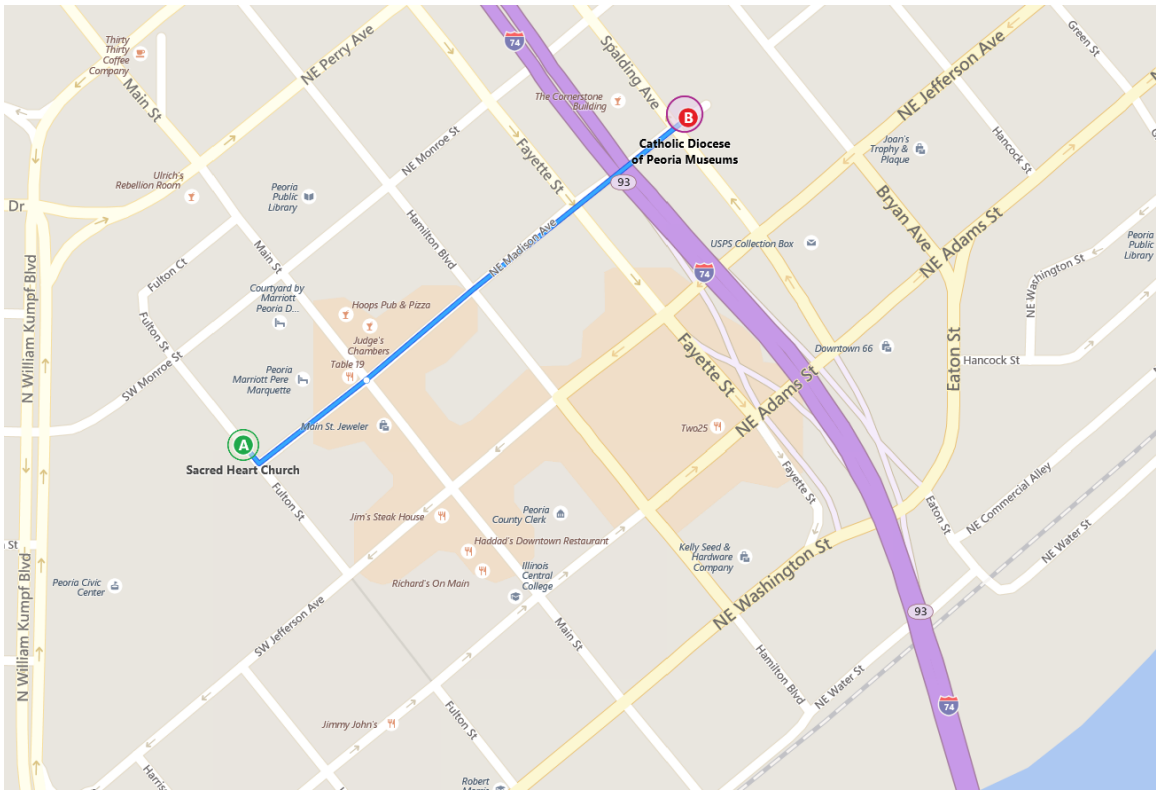 Thirty
Thirty
Coffee
Company
Main St
NE Perry Ave
74
Spalding Ave
The Cornerstone
Building
B
Catholic Diocese
of Peoria Museums
NE Jefferson Ave
Green St
Joan's
Trophy &
Plaque
Hancock St
NE Monroe St
Fayette St
93
Ulrich's
Rebellion Room
Peoria
Public
Library
Dr
Main St
Hamilton Blvd
NE Madison Ave
Bryan Ave
NE Adams St
USPS Collection Box
Peoria
Public
Library
NE Washington St
74
Fulton Ct
Courtyard by
Marriott
Peoria D...
Hoops Pub & Pizza
Judge's
Chambers
Table 19
N William Kumpf Blvd
Fulton St
SW Monroe St
Peoria
Marriott Pere
Marquette
Fayette St
Downtown 66
Eaton St
Hancock St
NE Adams St
A
Sacred Heart Church
Main St. Jeweler
Two25
Fulton St
Fayette St
Eaton St
NE Commercial Alley
NE Water St
Jim's Steak House
Peoria
County Clerk
Haddad's Downtown Restaurant
Richard's On Main
Illinois
Central
College
Kelly Seed &
Hardware
Company
NE Washington St
St
Peoria Civic
Center
N William Kumpf Blvd
SW Jefferson Ave
Main St
93
Hamilton Blvd
NE Water St
74
Jimmy John's
Fulton St
Robert